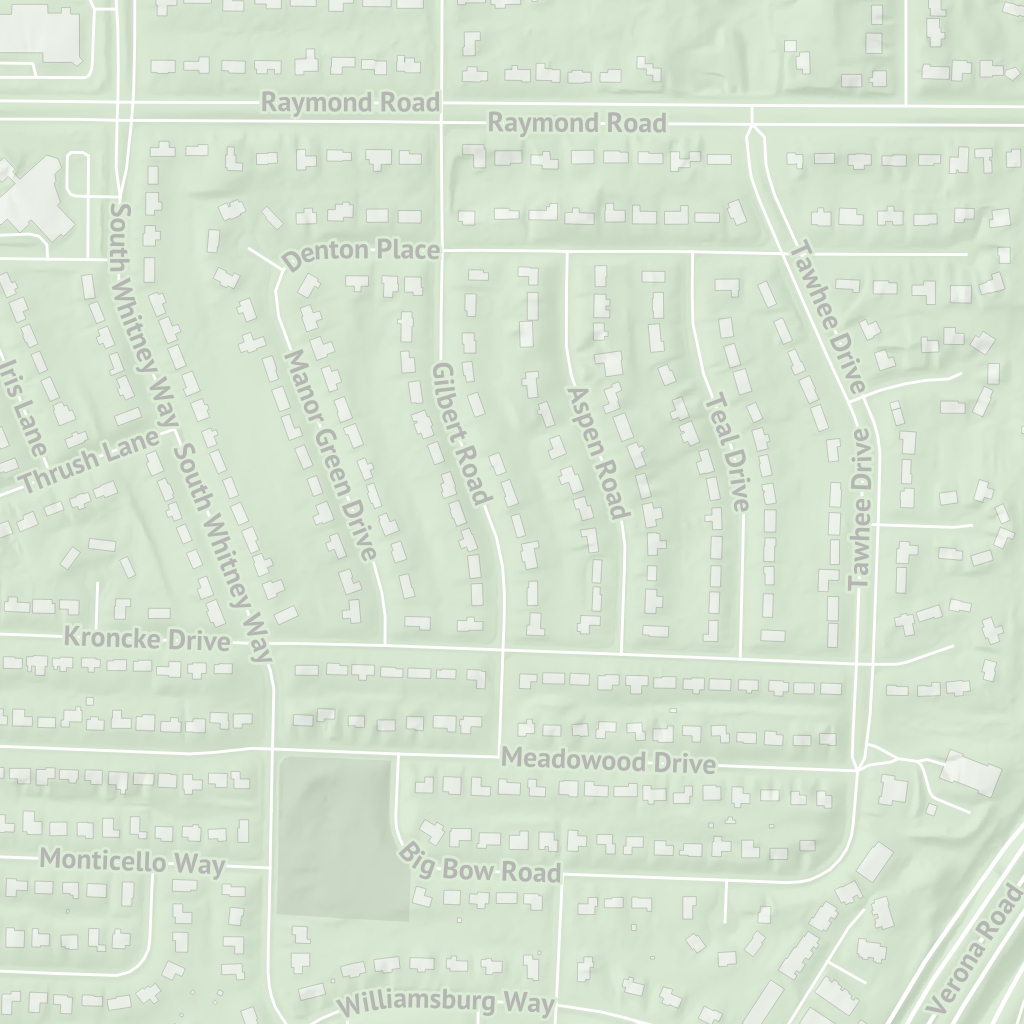 Raymond Road
Raymond Road
Denton Place
South Whitney Way
Tawhee Drive
Iris Lane
Manor Green Drive
Gilbert Road
Aspen Road
Teal Drive
Thrush Lane
South Whitney Way
Tawhee Drive
Kroncke Drive
Meadowood Drive
Monticello Way
Big Bow Road
Verona Road
Williamsburg Way